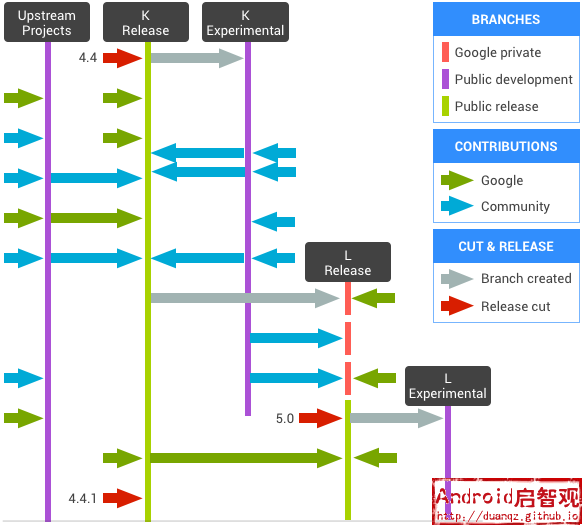 Upstream
Projects
K
Release
K
Experimental
BRANCHES
Google private
Public development
Public release
4.4
CONTRIBUTIONS
Google
Community
CUT & RELEASE
Branch created
Release cut
L
Release
L
Experimental
5.0
4.4.1
Android启智观
http://duanqz.github.io